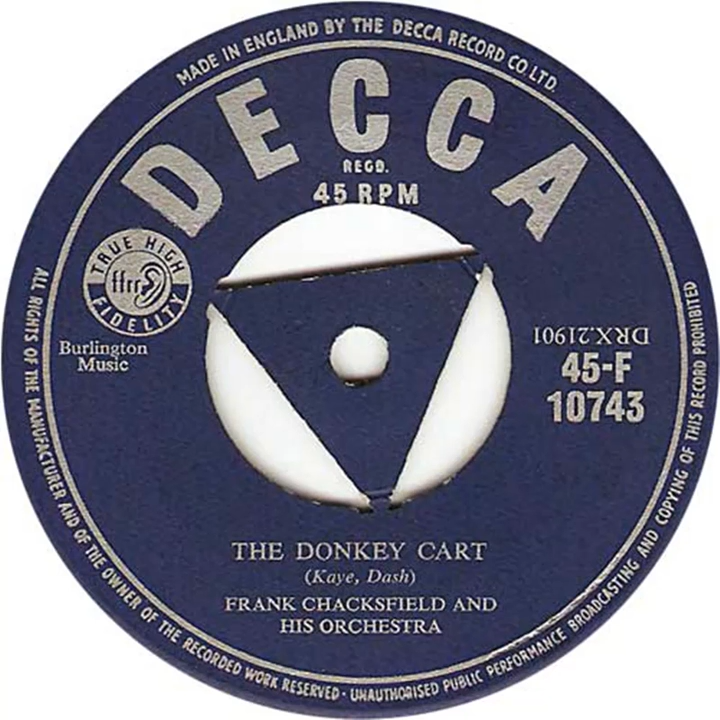 MADE IN ENGLAND BY THE DECCA RECORD CO LTD.
DECCA
REGD.
45 RPM
TRUE HIGH
ffrr
FIDELITY
Burlington
Music
DRX.21901
45-F
10743
THE DONKEY CART
(Kaye, Dash)
FRANK CHACKSFIELD AND
HIS ORCHESTRA
ALL RIGHTS OF THE MANUFACTURER AND OF THE OWNER OF THE RECORDED WORK RESERVED · UNAUTHORISED PUBLIC PERFORMANCE BROADCASTING AND COPYING OF THIS RECORD PROHIBITED